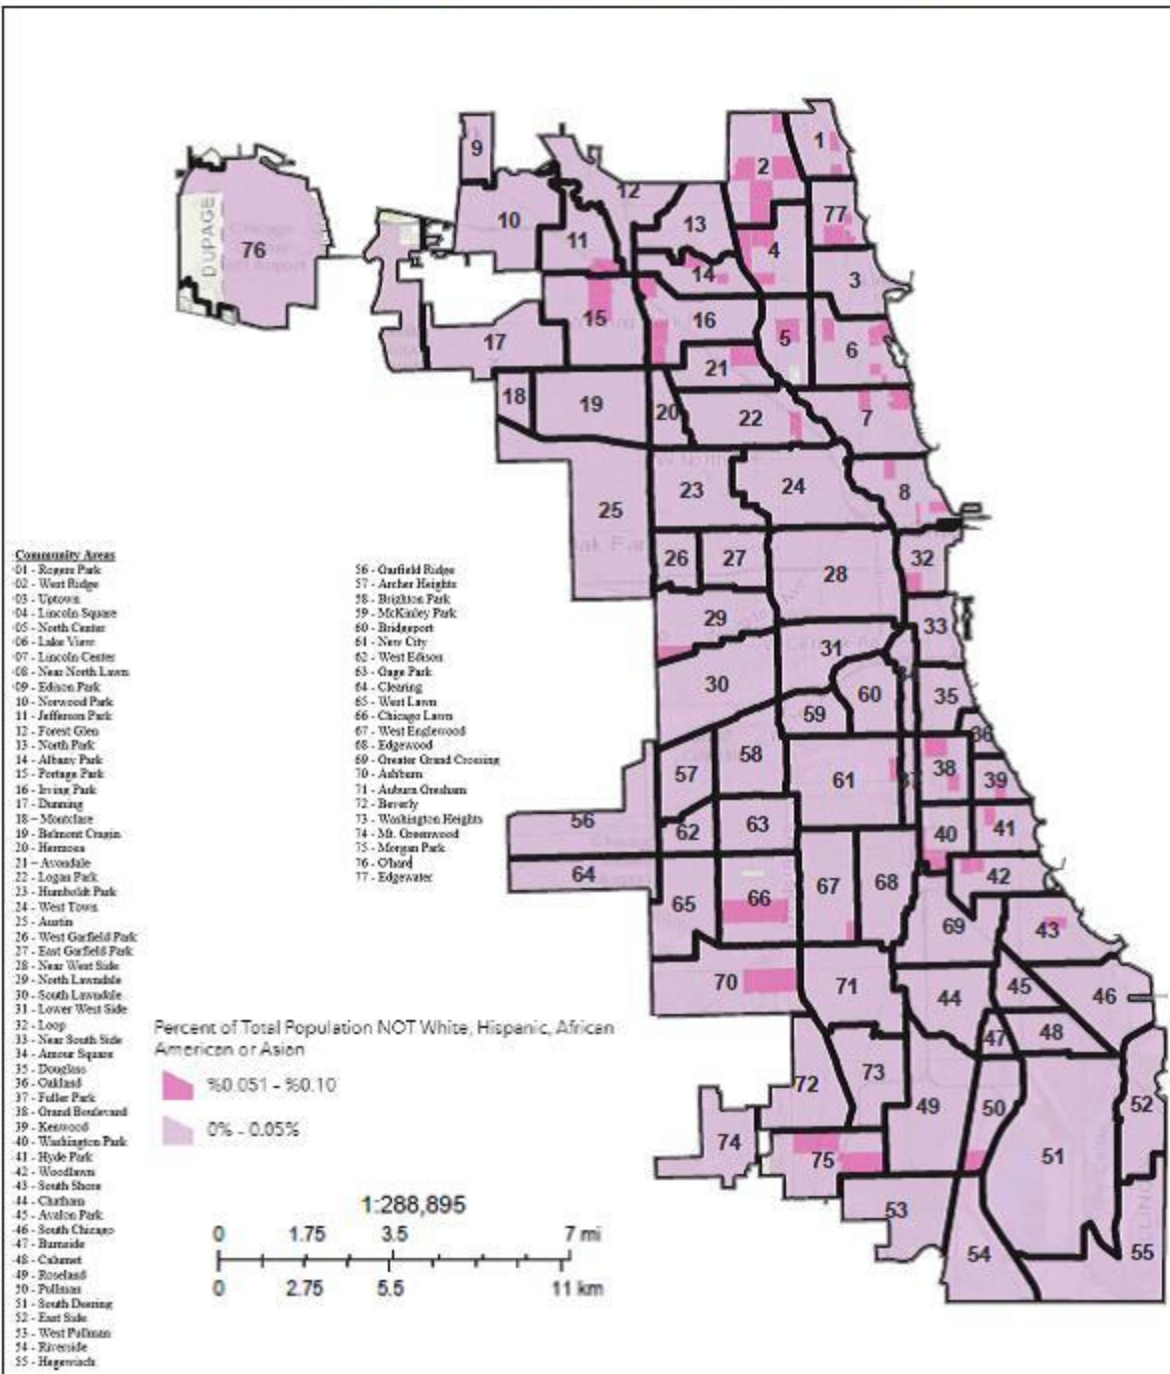 9
1
2
12
10
77
13
11
4
DUPAGE
76
14
3
15
16
5
17
6
21
18
19
20
22
7
23
24
8
25
26
27
32
28
29
33
31
30
60
35
59
36
58
57
38
61
37
39
56
62
63
40
41
64
42
66
67
68
65
69
43
70
71
45
46
44
47
48
72
73
49
50
52
74
75
51
53
54
55
Community Areas
01 - Rogers Park
02 - West Ridge
03 - Uptown
04 - Lincoln Square
05 - North Center
06 - Lake View
07 - Lincoln Center
08 - Near North Lawn
09 - Edison Park
10 - Norwood Park
11 - Jefferson Park
12 - Forest Glen
13 - North Park
14 - Albany Park
15 - Portage Park
16 - Irving Park
17 - Dunning
18 – Montclare
19 - Belmont Cragin
20 - Hermosa
21 – Avondale
22 - Logan Park
23 - Humboldt Park
24 - West Town
25 - Austin
26 - West Garfield Park
27 - East Garfield Park
28 - Near West Side
29 - North Lawndale
30 - South Lawndale
31 - Lower West Side
32 - Loop
33 - Near South Side
34 - Amour Square
35 - Douglass
36 - Oakland
37 - Fuller Park
38 - Grand Boulevard
39 - Kenwood
40 - Washington Park
41 - Hyde Park
42 - Woodlawn
43 - South Shore
44 - Chatham
45 - Avalon Park
46 - South Chicago
47 - Burnside
48 - Calumet
49 - Roseland
50 - Pullman
51 - South Dearing
52 - East Side
53 - West Pullman
54 - Riverside
55 - Hegewisch
56 - Garfield Ridge
57 - Archer Heights
58 - Brighton Park
59 - McKinley Park
60 - Bridgeport
61 - New City
62 - West Edison
63 - Gage Park
64 - Clearing
65 - West Lawn
66 - Chicago Lawn
67 - West Englewood
68 - Edgewood
69 - Greater Grand Crossing
70 - Ashburn
71 - Auburn Gresham
72 - Beverly
73 - Washington Heights
74 - Mt. Greenwood
75 - Morgan Park
76 - Ohard
77 - Edgewater
Percent of Total Population NOT White, Hispanic, African
American or Asian
%0.051 - %0.10
0% - 0.05%
1:288,895
0 1.75 3.5 7 mi
0 2.75 5.5 11 km